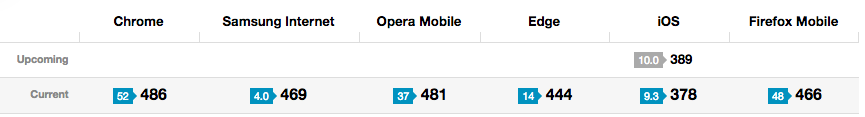 Chrome Samsung Internet Opera Mobile Edge iOS Firefox Mobile
Upcoming 10.0 389
Current 52 486 4.0 469 37 481 14 444 9.3 378 48 466